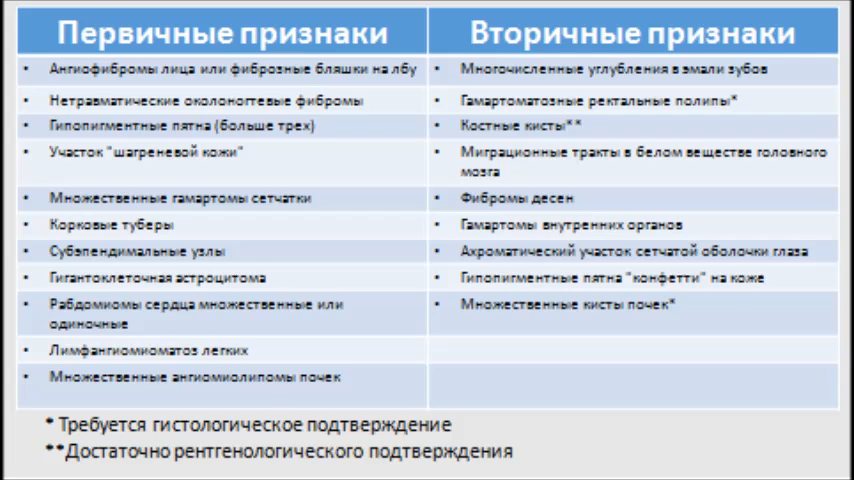 Первичные признаки
Вторичные признаки
• Ангиофибромы лица или фиброзные бляшки на лбу
• Многочисленные углубления в эмали зубов
• Нетравматические околоногтевые фибромы
• Гамартоматозные ректальные полипы*
• Гипопигментные пятна (больше трех)
• Костные кисты**
• Участок "шагреневой кожи"
• Миграционные тракты в белом веществе головного
мозга
• Множественные гамартомы сетчатки
• Фибромы десен
• Корковые туберы
• Гамартомы внутренних органов
• Субэпендимальные узлы
• Ахроматический участок сетчатой оболочки глаза
• Гигантоклеточная астроцитома
• Гипопигментные пятна "конфетти" на коже
• Рабдомиомы сердца множественные или
одиночные
• Множественные кисты почек*
• Лимфангиомиоматоз легких
• Множественные ангиомиолипомы почек
* Требуется гистологическое подтверждение
**Достаточно рентгенологического подтверждения